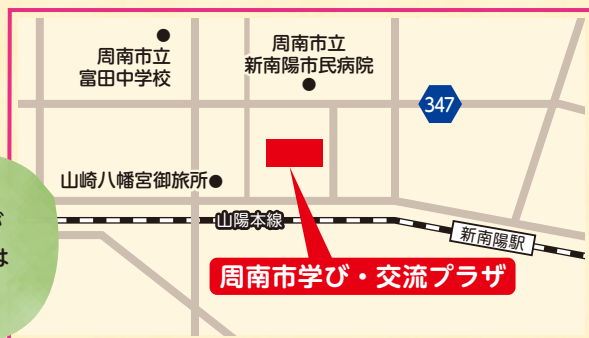 周南市立
富田中学校
周南市立
新南陽市民病院
347
山崎八幡宮御旅所
が
は
山陽本線
新南陽駅
周南市学び・交流プラザ